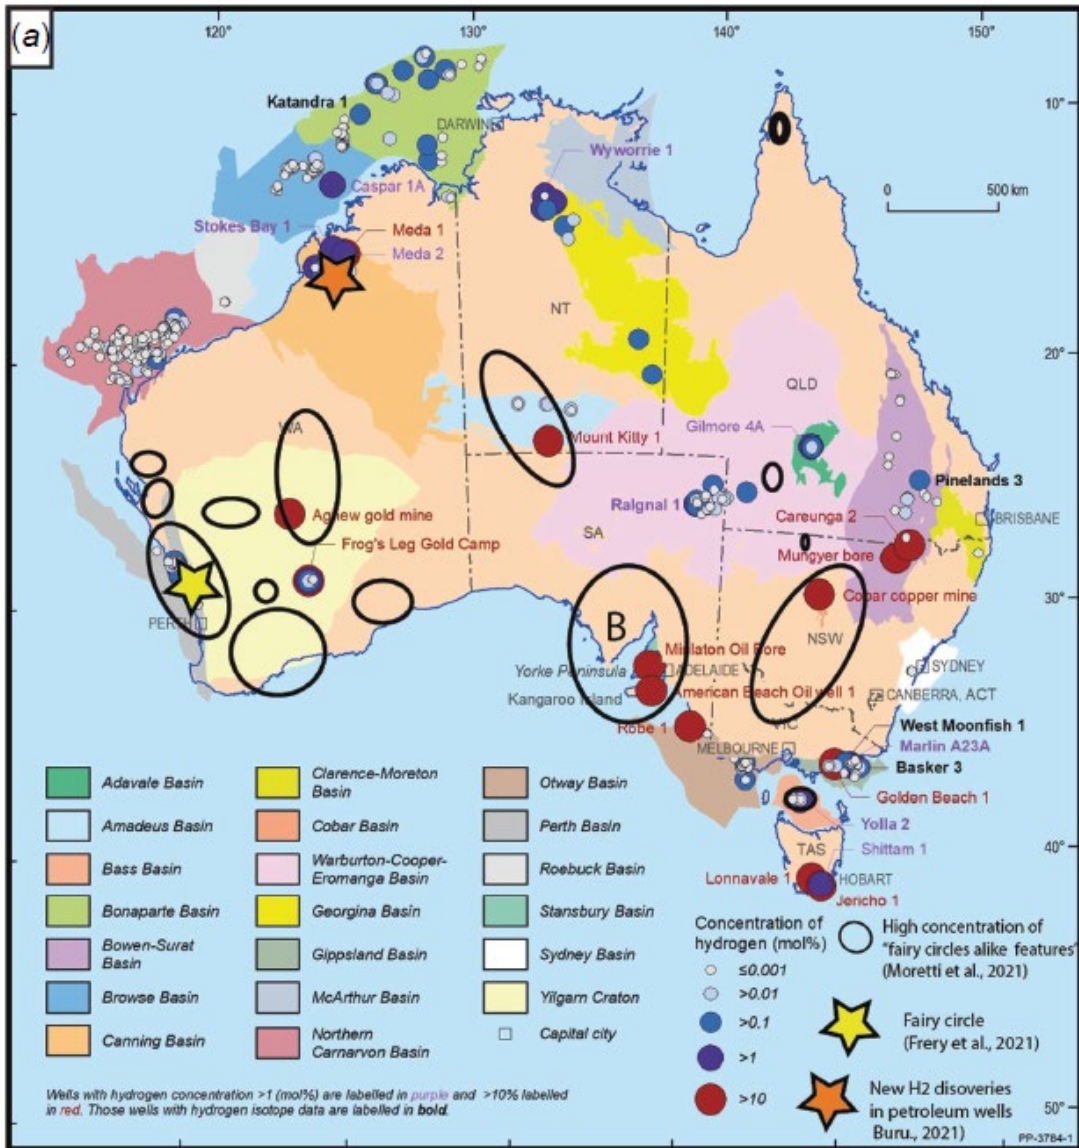 (a)
120°
130°
140°
150°
10°
20°
30°
40°
50°
Katandra 1
DARWIN
Wyworrie 1
0 500 km
Caspar 1A
Stokes Bay 1
Meda 1
Meda 2
NT
QLD
WA
Mount Kitty 1
Gilmore 4A
Pinelands 3
Ralgnal 1
Careunga 2
BRISBANE
Agnew gold mine
SA
Mungyer bore
Frog's Leg Gold Camp
Cobar copper mine
PERTH
B
NSW
Minlaton Oil Bore
SYDNEY
Yorke Peninsula
ADELAIDE
Kangaroo Island
American Beach Oil well 1
CANBERRA, ACT
Robe 1
VIC
West Moonfish 1
MELBOURNE
Marlin A23A
Basker 3
Golden Beach 1
Yolla 2
TAS
Shittam 1
Lonnavale 1
HOBART
Jericho 1
Adavale Basin
Amadeus Basin
Bass Basin
Bonaparte Basin
Bowen-Surat
Basin
Browse Basin
Canning Basin
Clarence-Moreton
Basin
Cobar Basin
Warburton-Cooper-
Eromanga Basin
Georgina Basin
Gippsland Basin
McArthur Basin
Northern
Carnarvon Basin
Otway Basin
Perth Basin
Roebuck Basin
Stansbury Basin
Sydney Basin
Yilgarn Craton
Capital city
Concentration of
hydrogen (mol%)
≤0.001
>0.01
>0.1
>1
>10
High concentration of
"fairy circles alike features"
(Moretti et al., 2021)
Fairy circle
(Frery et al., 2021)
New H2 disoveries
in petroleum wells
Buru., 2021)
Wells with hydrogen concentration >1 (mol%) are labelled in purple and >10% labelled
in red. Those wells with hydrogen isotope data are labelled in bold.
PP-3784-1